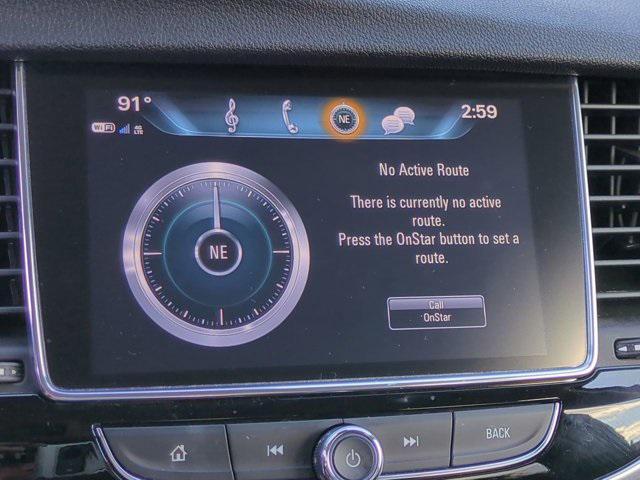 91°
NE
2:59
WiFi
4G
LTE
No Active Route
There is currently no active
route.
Press the OnStar button to set a
route.
NE
Call
OnStar
BACK